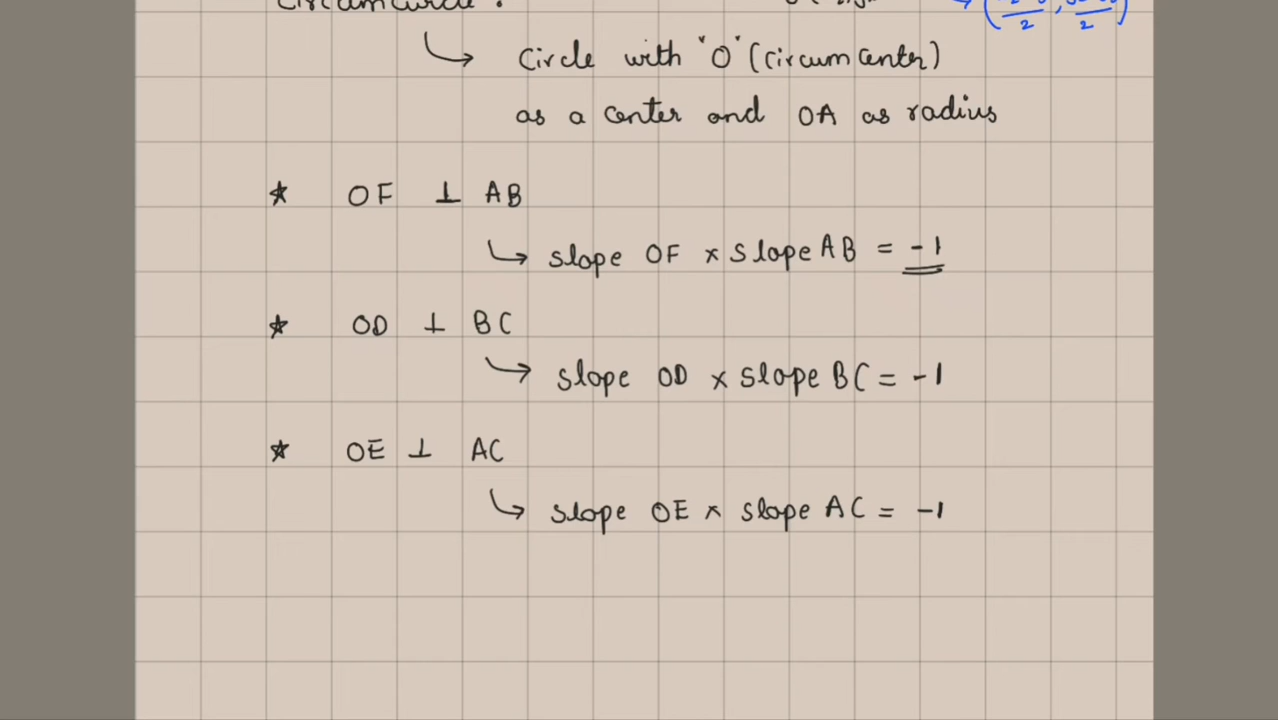 Circumcircle :
↳ Circle with "O" (circumcenter)
as a center and OA as radius
★ OF ⊥ AB
↳ slope OF × slope AB = -1
★ OD ⊥ BC
↳ slope OD × slope BC = -1
★ OE ⊥ AC
↳ slope OE × slope AC = -1